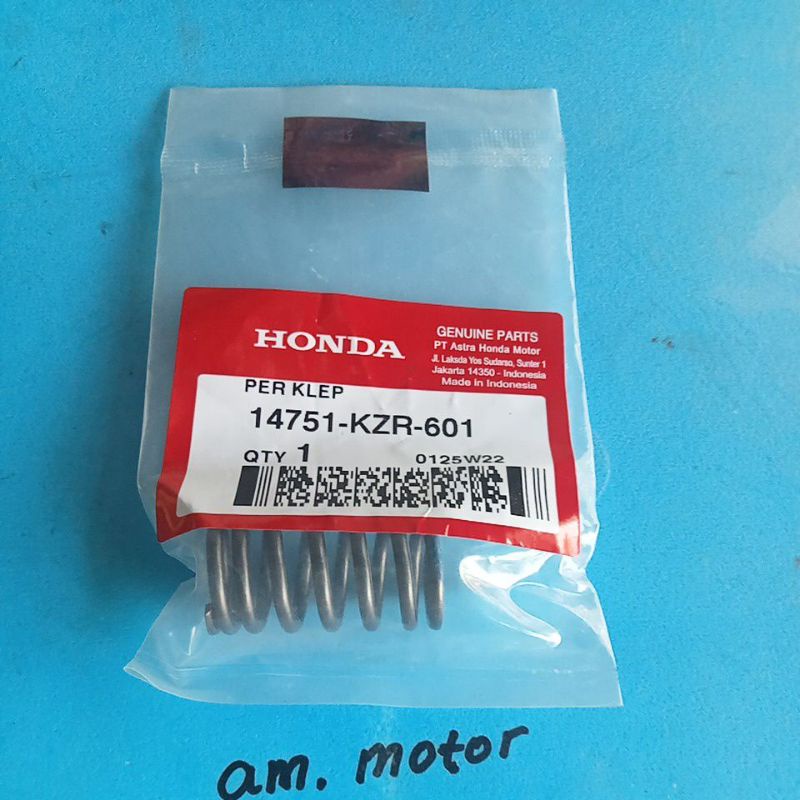 HONDA
GENUINE PARTS
PT Astra Honda Motor
Jl. Laksda Yos Sudarso, Sunter 1
Jakarta 14350 - Indonesia
Made in Indonesia
PER KLEP
14751-KZR-601
QTY 1 0125W22
am. motor